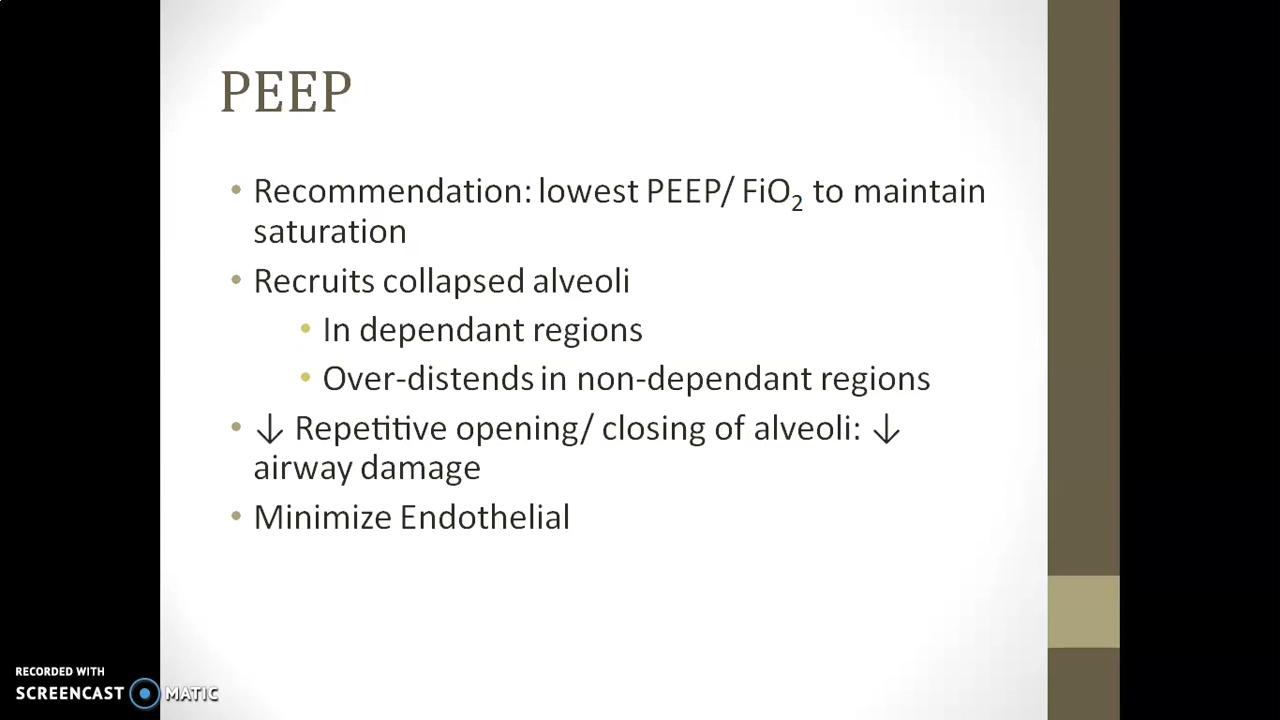 PEEP
• Recommendation: lowest PEEP/ FiO₂ to maintain
saturation
• Recruits collapsed alveoli
• In dependant regions
• Over-distends in non-dependant regions
• ↓ Repetitive opening/ closing of alveoli: ↓
airway damage
• Minimize Endothelial
RECORDED WITH
SCREENCAST MATIC